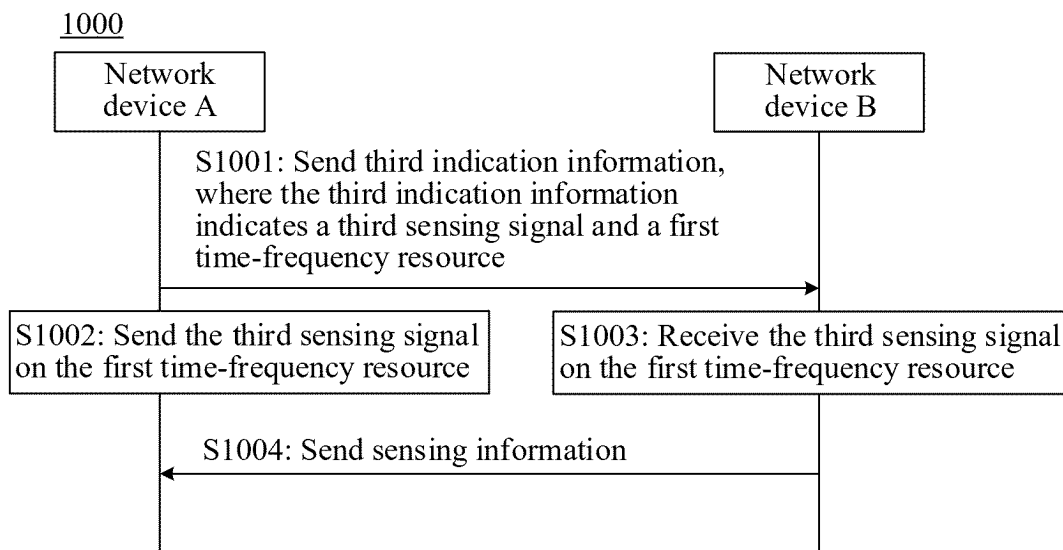 1000
Network
device A
Network
device B
S1001: Send third indication information,
where the third indication information
indicates a third sensing signal and a first
time-frequency resource
S1002: Send the third sensing signal
on the first time-frequency resource
S1003: Receive the third sensing signal
on the first time-frequency resource
S1004: Send sensing information